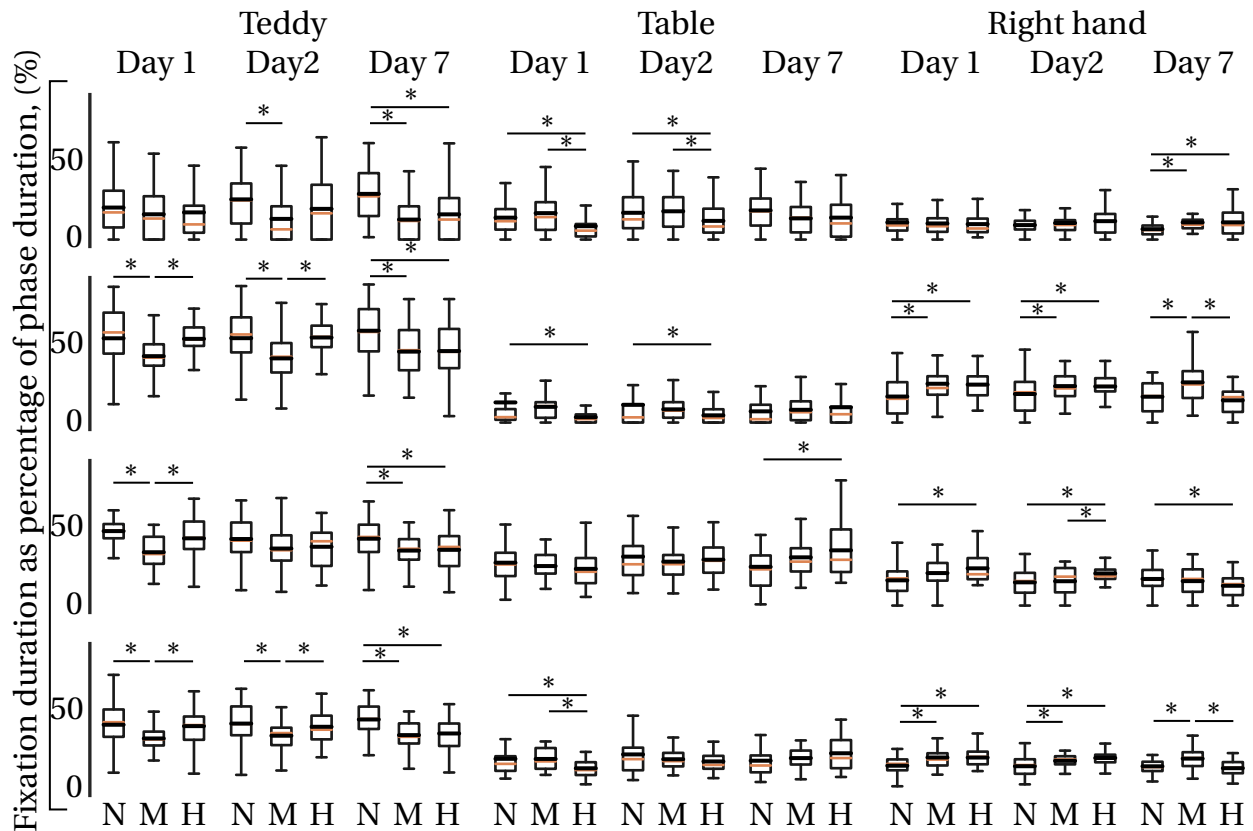 Teddy Table Right hand
Day 1 Day2 Day 7 Day 1 Day2 Day 7 Day 1 Day2 Day 7
Fixation duration as percentage of phase duration, (%)
* * * * * * * * *
50
0
* * * * * * * * * * * * * *
50
0
* * * * * * * * *
50
0
* * * * * * * * * * * * * *
50
0
N M H N M H N M H N M H N M H N M H N M H N M H N M H